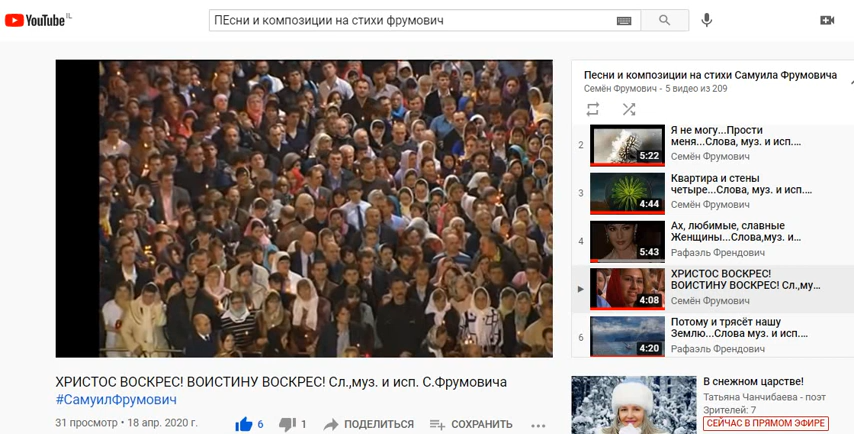 YouTube IL
ПЕсни и композиции на стихи фрумович
Песни и композиции на стихи Самуила Фрумовича
Семён Фрумович - 5 видео из 209
2
5:22
Я не могу...Прости
меня...Слова, муз. и исп....
Семён Фрумович
3
4:44
Квартира и стены
четыре...Слова, муз. и исп....
Семён Фрумович
4
5:43
Ах, любимые, славные
Женщины...Слова,муз. и...
Рафаэль Френдович
4:08
ХРИСТОС ВОСКРЕС!
ВОИСТИНУ ВОСКРЕС! Сл.,му...
Семён Фрумович
6
4:20
Потому и трясёт нашу
Землю...Слова муз. и исп....
Рафаэль Френдович
ХРИСТОС ВОСКРЕС! ВОИСТИНУ ВОСКРЕС! Сл.,муз. и исп. С.Фрумовича
#СамуилФрумович
31 просмотр • 18 апр. 2020 г.
6
1
ПОДЕЛИТЬСЯ
СОХРАНИТЬ
В снежном царстве!
Татьяна Чанчибаева - поэт
Зрителей: 7
СЕЙЧАС В ПРЯМОМ ЭФИРЕ